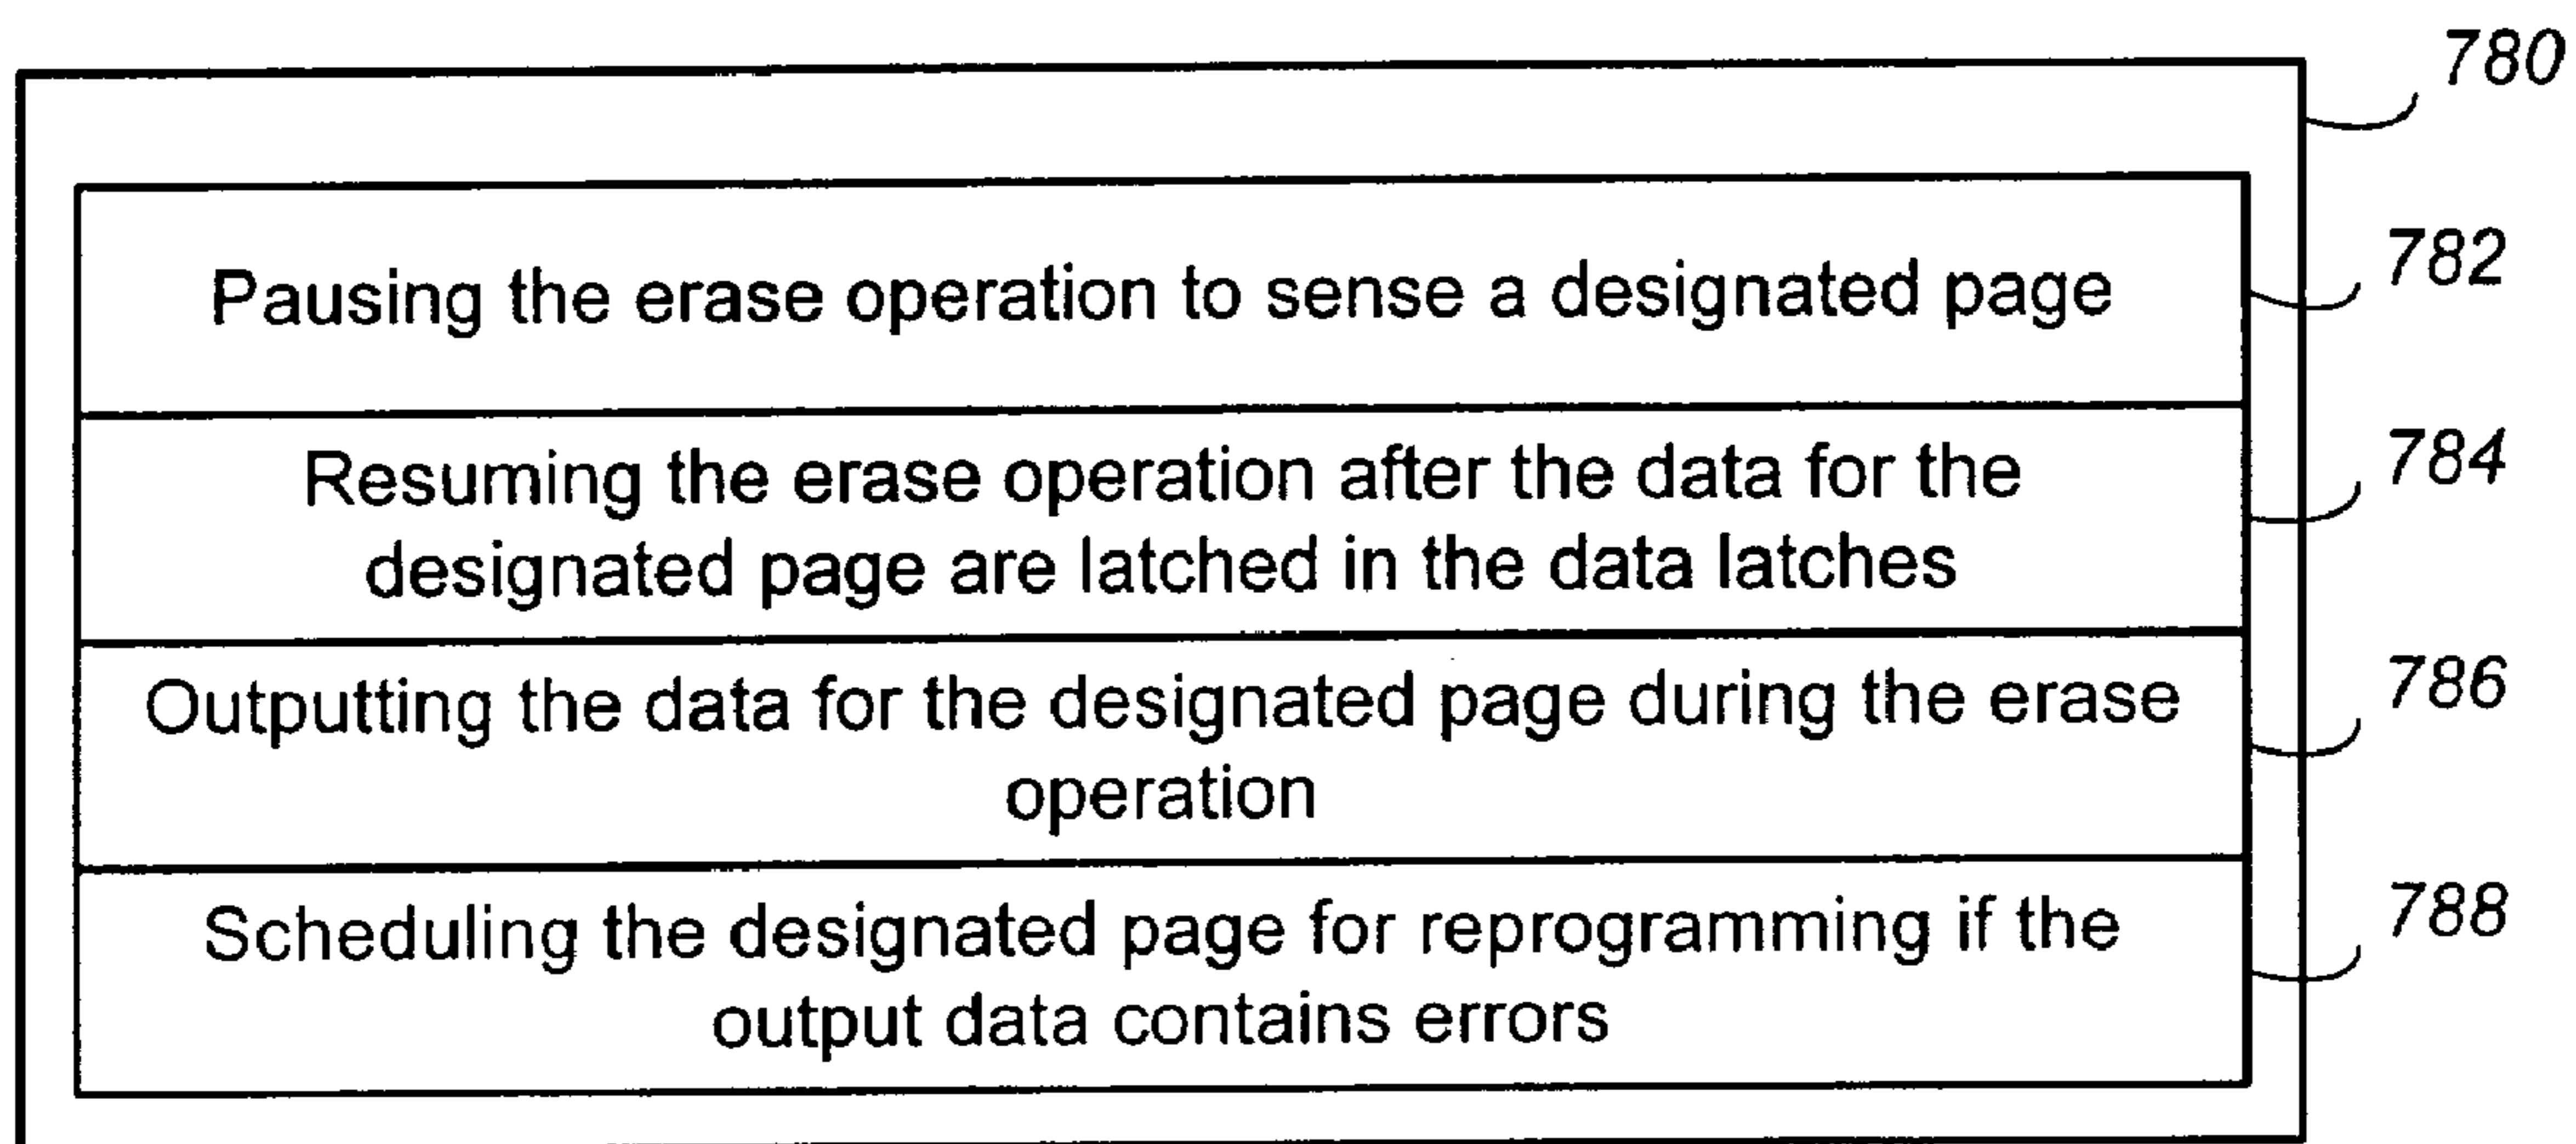 780
Pausing the erase operation to sense a designated page
782
Resuming the erase operation after the data for the
designated page are latched in the data latches
784
Outputting the data for the designated page during the erase
operation
786
Scheduling the designated page for reprogramming if the
output data contains errors
788